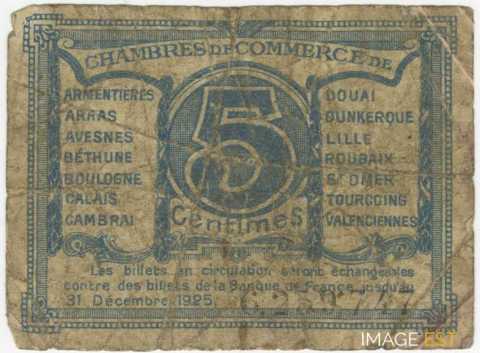 CHAMBRES DE COMMERCE DE
ARMENTIÈRES
ARRAS
AVESNES
BÉTHUNE
BOULOGNE
CALAIS
CAMBRAI
5
Centimes
DOUAI
DUNKERQUE
LILLE
ROUBAIX
ST OMER
TOURCOING
VALENCIENNES
Les billets en circulation seront échangeables
contre des billets de la Banque de France jusqu'au
31 Décembre 1925.
IMAGE EST